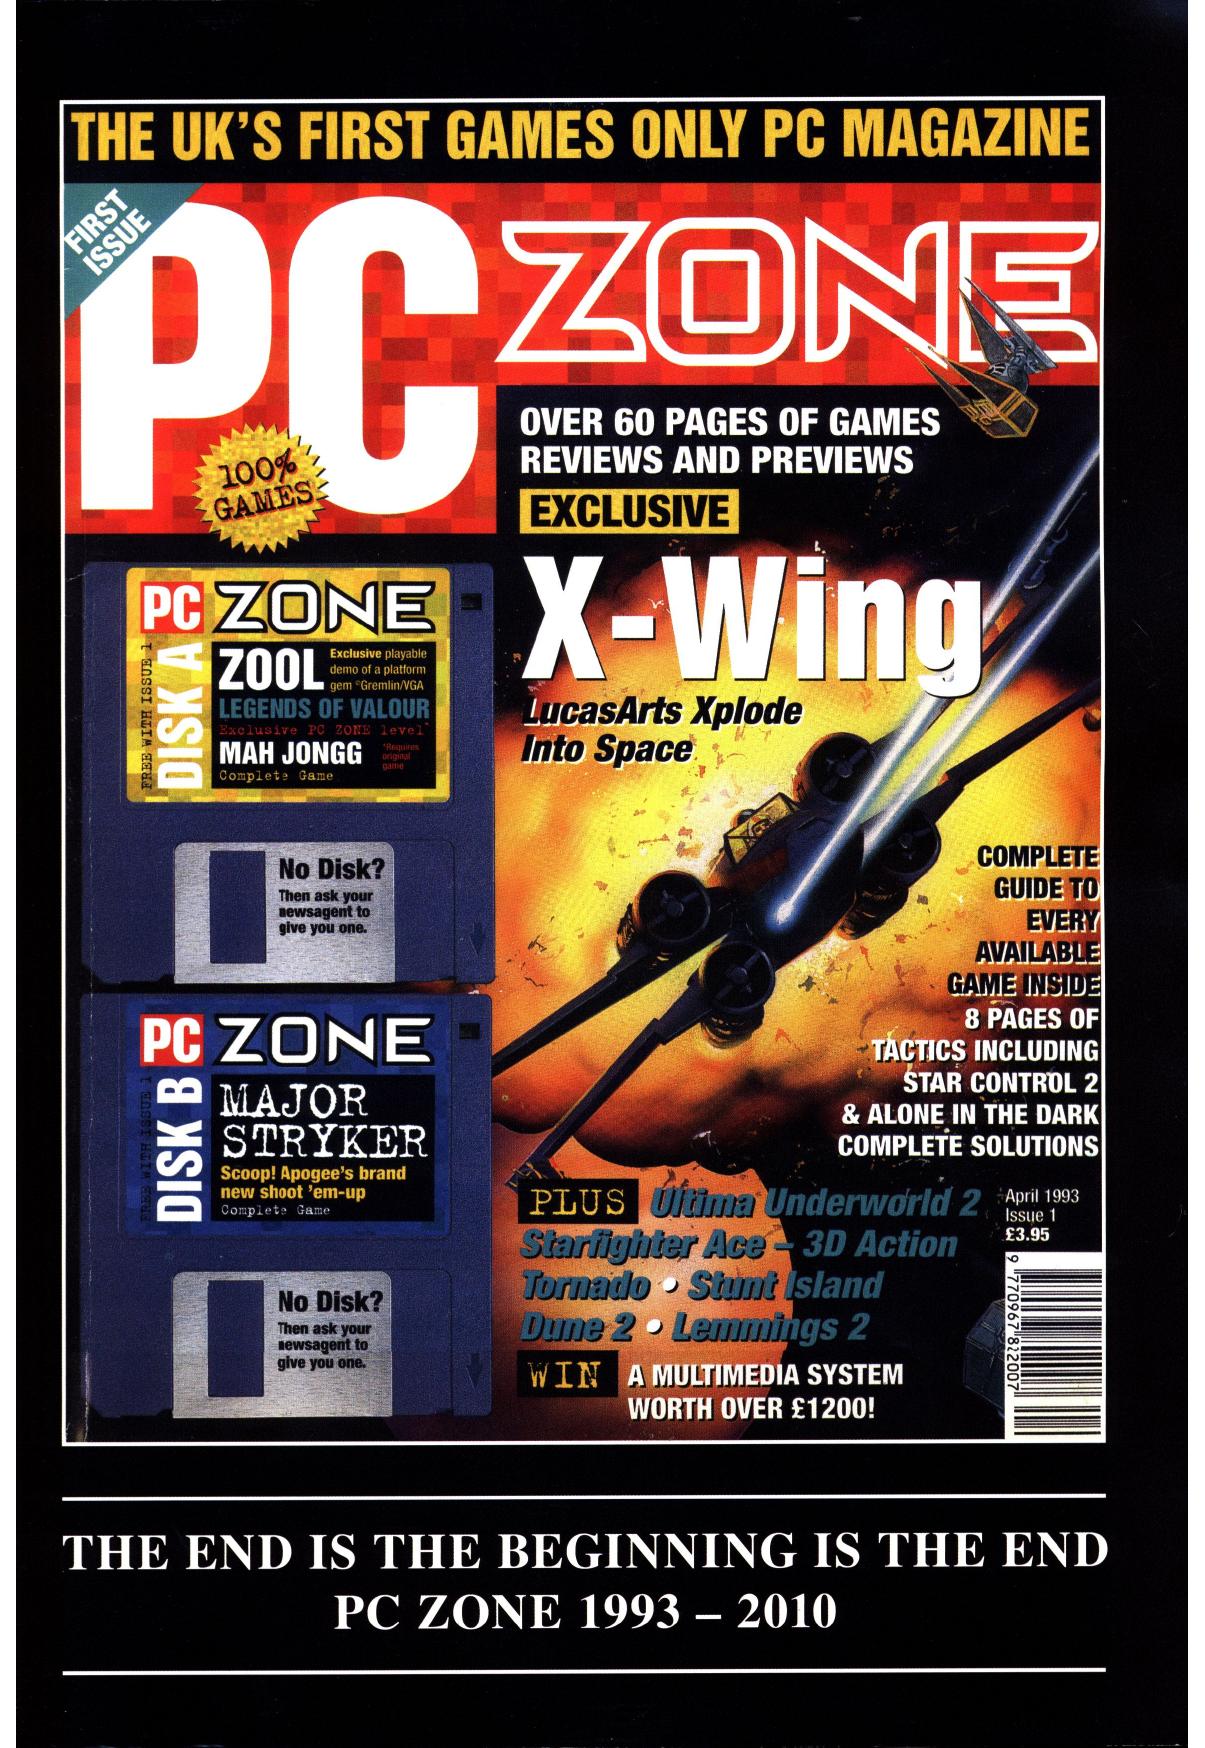 THE UK'S FIRST GAMES ONLY PC MAGAZINE
FIRST
ISSUE
PC ZONE
100%
GAMES
OVER 60 PAGES OF GAMES
REVIEWS AND PREVIEWS
EXCLUSIVE
X-Wing
LucasArts Xplode
Into Space
PC ZONE
FREE WITH ISSUE 1
DISK A
ZOOL
Exclusive playable
demo of a platform
gem ©Gremlin/VGA
LEGENDS OF VALOUR
Exclusive PC ZONE level*
MAH JONGG
Complete Game
*Requires
original
game
No Disk?
Then ask your
newsagent to
give you one.
PC ZONE
FREE WITH ISSUE 1
DISK B
MAJOR
STRYKER
Scoop! Apogee's brand
new shoot 'em-up
Complete Game
No Disk?
Then ask your
newsagent to
give you one.
COMPLETE
GUIDE TO
EVERY
AVAILABLE
GAME INSIDE
8 PAGES OF
TACTICS INCLUDING
STAR CONTROL 2
& ALONE IN THE DARK
COMPLETE SOLUTIONS
PLUS Ultima Underworld 2
Starfighter Ace – 3D Action
Tornado • Stunt Island
Dune 2 • Lemmings 2
WIN A MULTIMEDIA SYSTEM
WORTH OVER £1200!
April 1993
Issue 1
£3.95
9 770967 822007
THE END IS THE BEGINNING IS THE END
PC ZONE 1993 – 2010